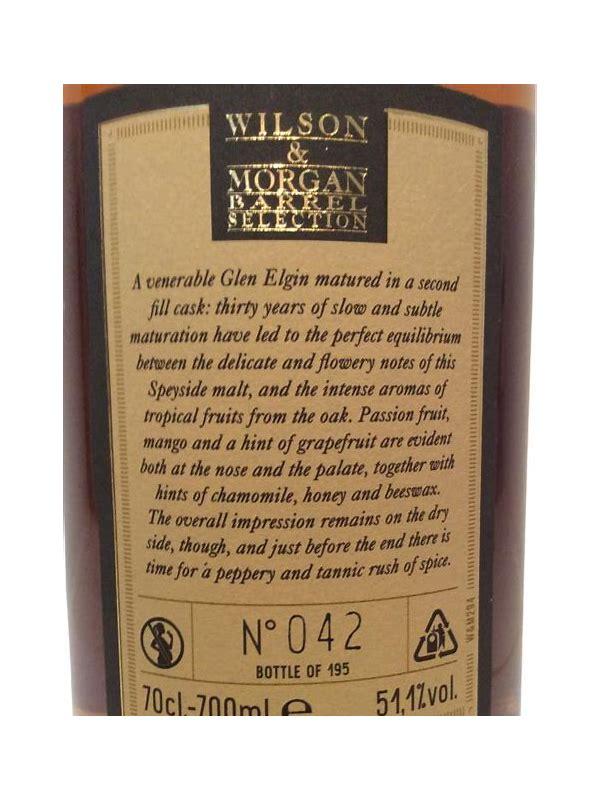 WILSON
&
MORGAN
BARREL
SELECTION
A venerable Glen Elgin matured in a second
fill cask: thirty years of slow and subtle
maturation have led to the perfect equilibrium
between the delicate and flowery notes of this
Speyside malt, and the intense aromas of
tropical fruits from the oak. Passion fruit,
mango and a hint of grapefruit are evident
both at the nose and the palate, together with
hints of chamomile, honey and beeswax.
The overall impression remains on the dry
side, though, and just before the end there is
time for a peppery and tannic rush of spice.
N° 042
BOTTLE OF 195
W&M294
70cl.-700ml ℮
51,1%vol.